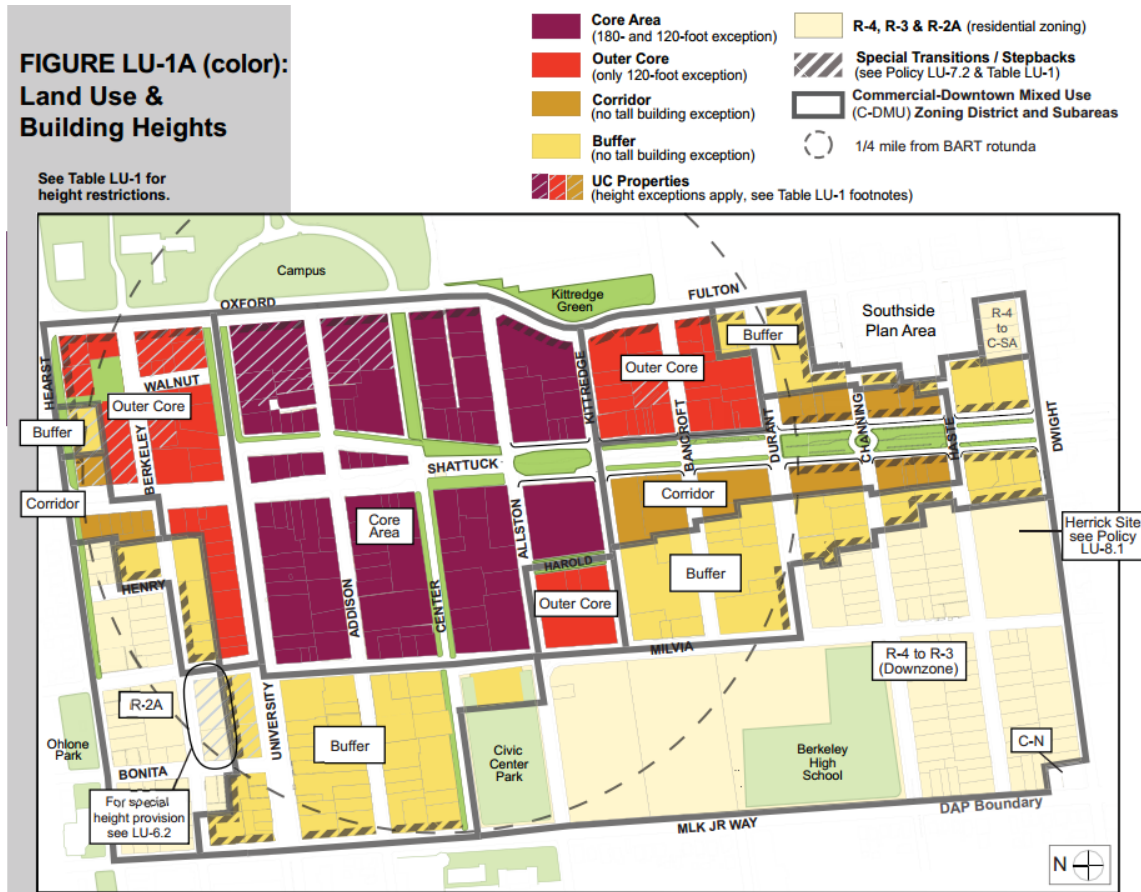 FIGURE LU-1A (color):
Land Use &
Building Heights
See Table LU-1 for
height restrictions.
Core Area
(180- and 120-foot exception)
Outer Core
(only 120-foot exception)
Corridor
(no tall building exception)
Buffer
(no tall building exception)
UC Properties
(height exceptions apply, see Table LU-1 footnotes)
R-4, R-3 & R-2A (residential zoning)
Special Transitions / Stepbacks
(see Policy LU-7.2 & Table LU-1)
Commercial-Downtown Mixed Use
(C-DMU) Zoning District and Subareas
1/4 mile from BART rotunda
Campus
Kittredge
Green
OXFORD
FULTON
Southside
Plan Area
R-4
to
C-SA
Buffer
HEARST
WALNUT
Outer Core
BERKELEY
KITTREDGE
Outer Core
BANCROFT
DURANT
CHANNING
HASTE
DWIGHT
Buffer
SHATTUCK
Corridor
Core
Area
ALLSTON
Corridor
Herrick Site
see Policy
LU-8.1
HENRY
ADDISON
CENTER
HAROLD
Outer Core
Buffer
MILVIA
R-4 to R-3
(Downzone)
R-2A
UNIVERSITY
Ohlone
Park
BONITA
Buffer
Civic
Center
Park
Berkeley
High
School
C-N
For special
height provision
see LU-6.2
MLK JR WAY
DAP Boundary
N